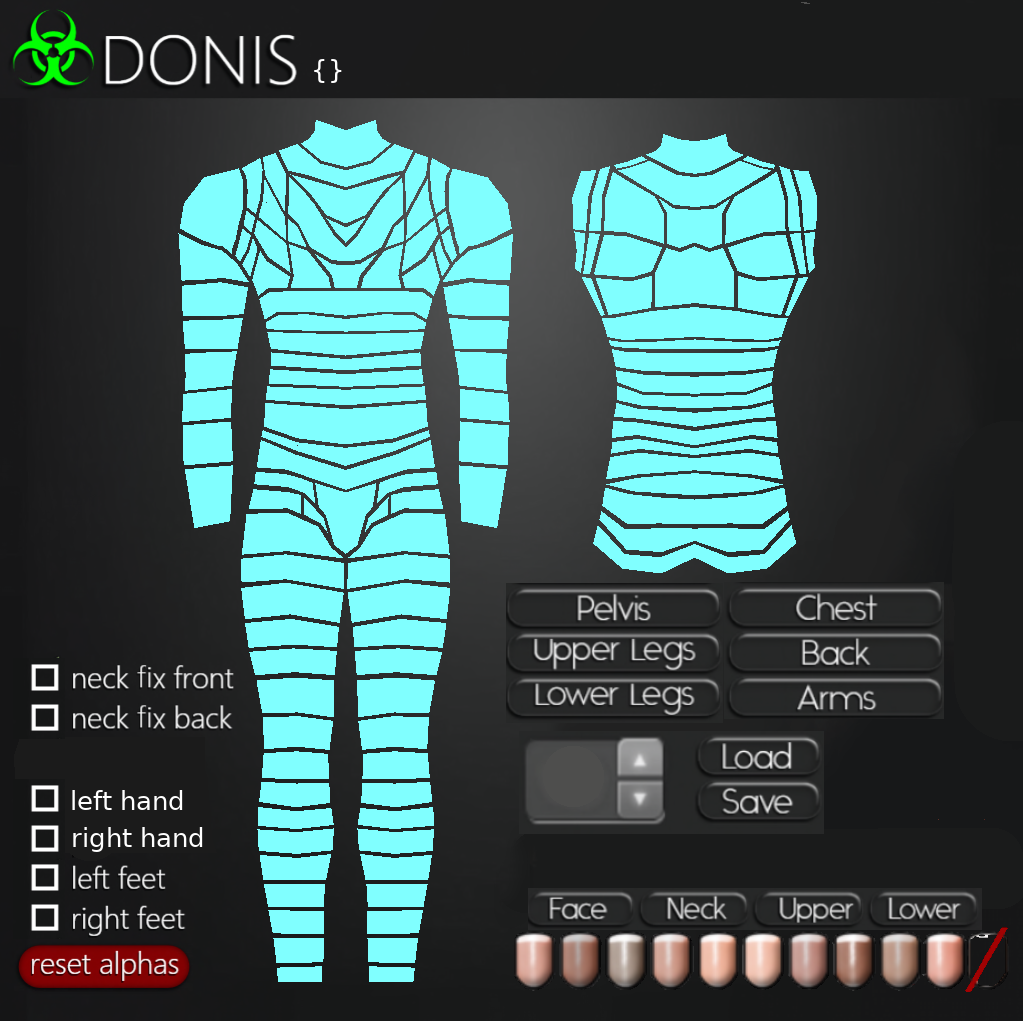 DONIS {}
Pelvis
Chest
Upper Legs
Back
Lower Legs
Arms
neck fix front
neck fix back
Load
Save
left hand
right hand
left feet
right feet
reset alphas
Face
Neck
Upper
Lower